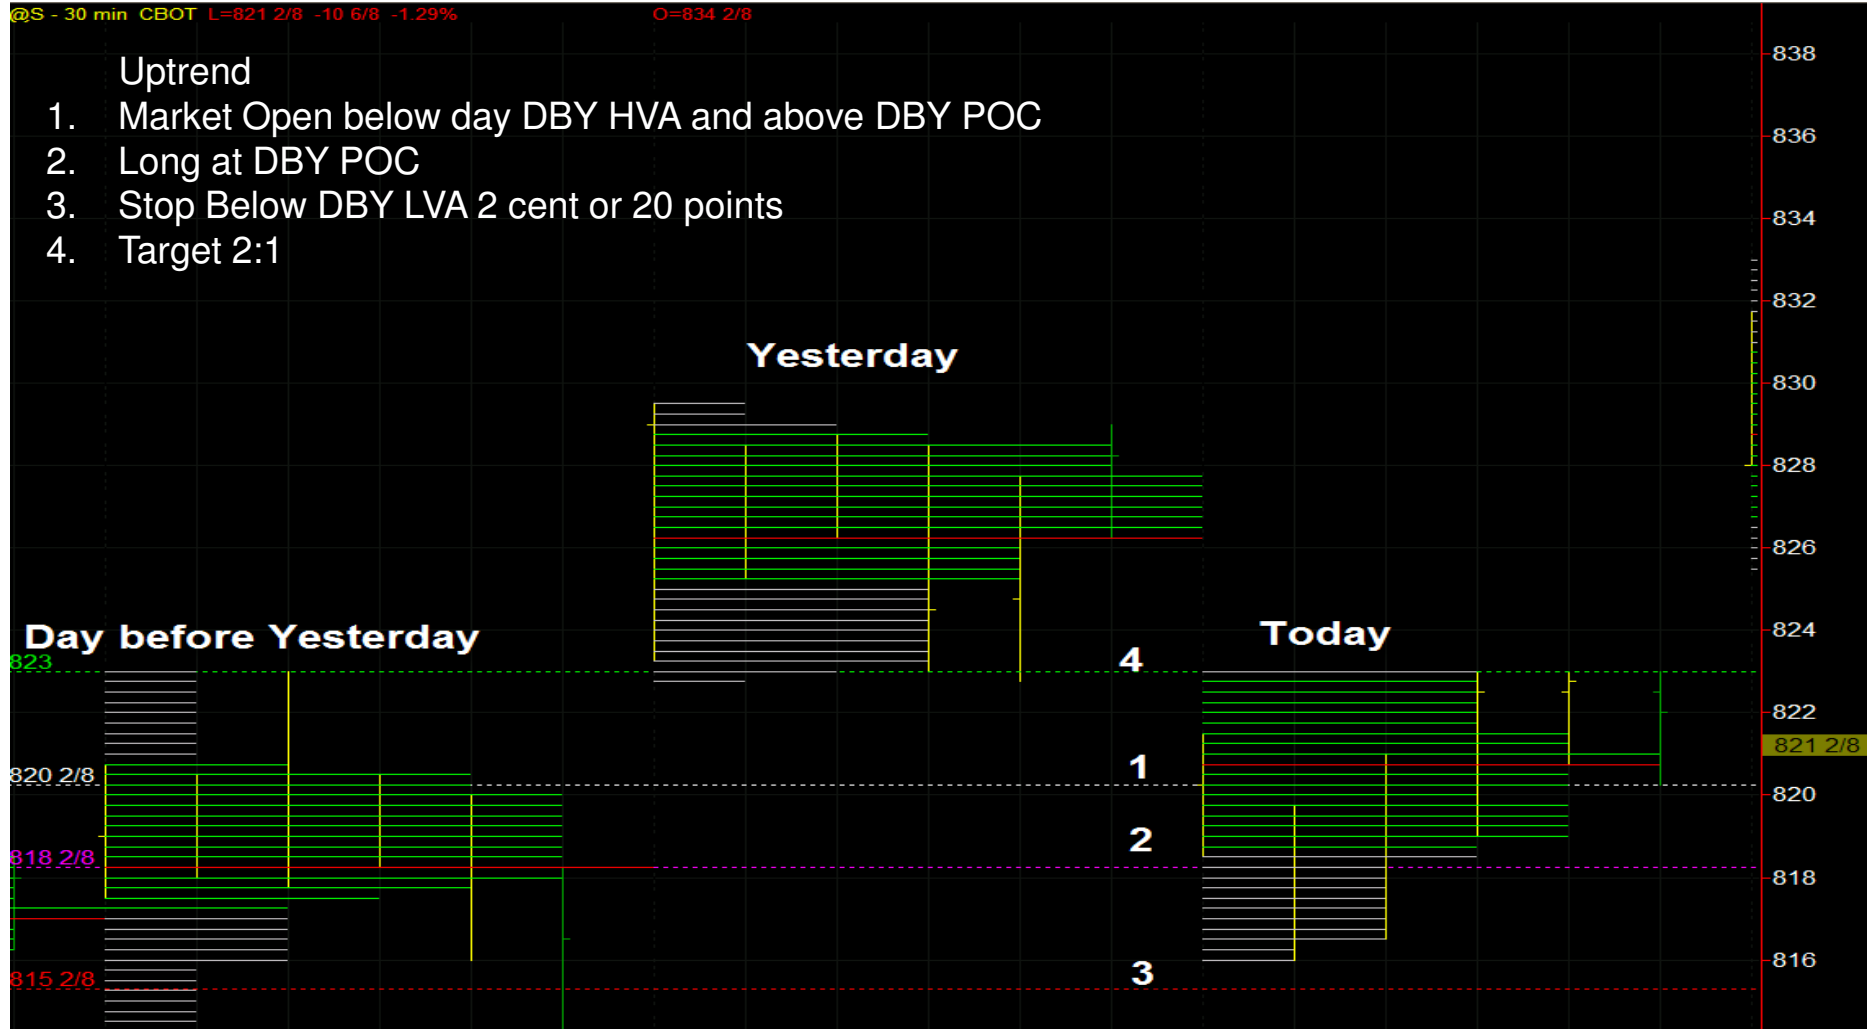 @S - 30 min CBOT L=821 2/8 -10 6/8 -1.29% O=834 2/8
Uptrend
1. Market Open below day DBY HVA and above DBY POC
2. Long at DBY POC
3. Stop Below DBY LVA 2 cent or 20 points
4. Target 2:1
Yesterday
Day before Yesterday
Today
823
820 2/8
818 2/8
815 2/8
4
1
2
3
838
836
834
832
830
828
826
824
822
821 2/8
820
818
816